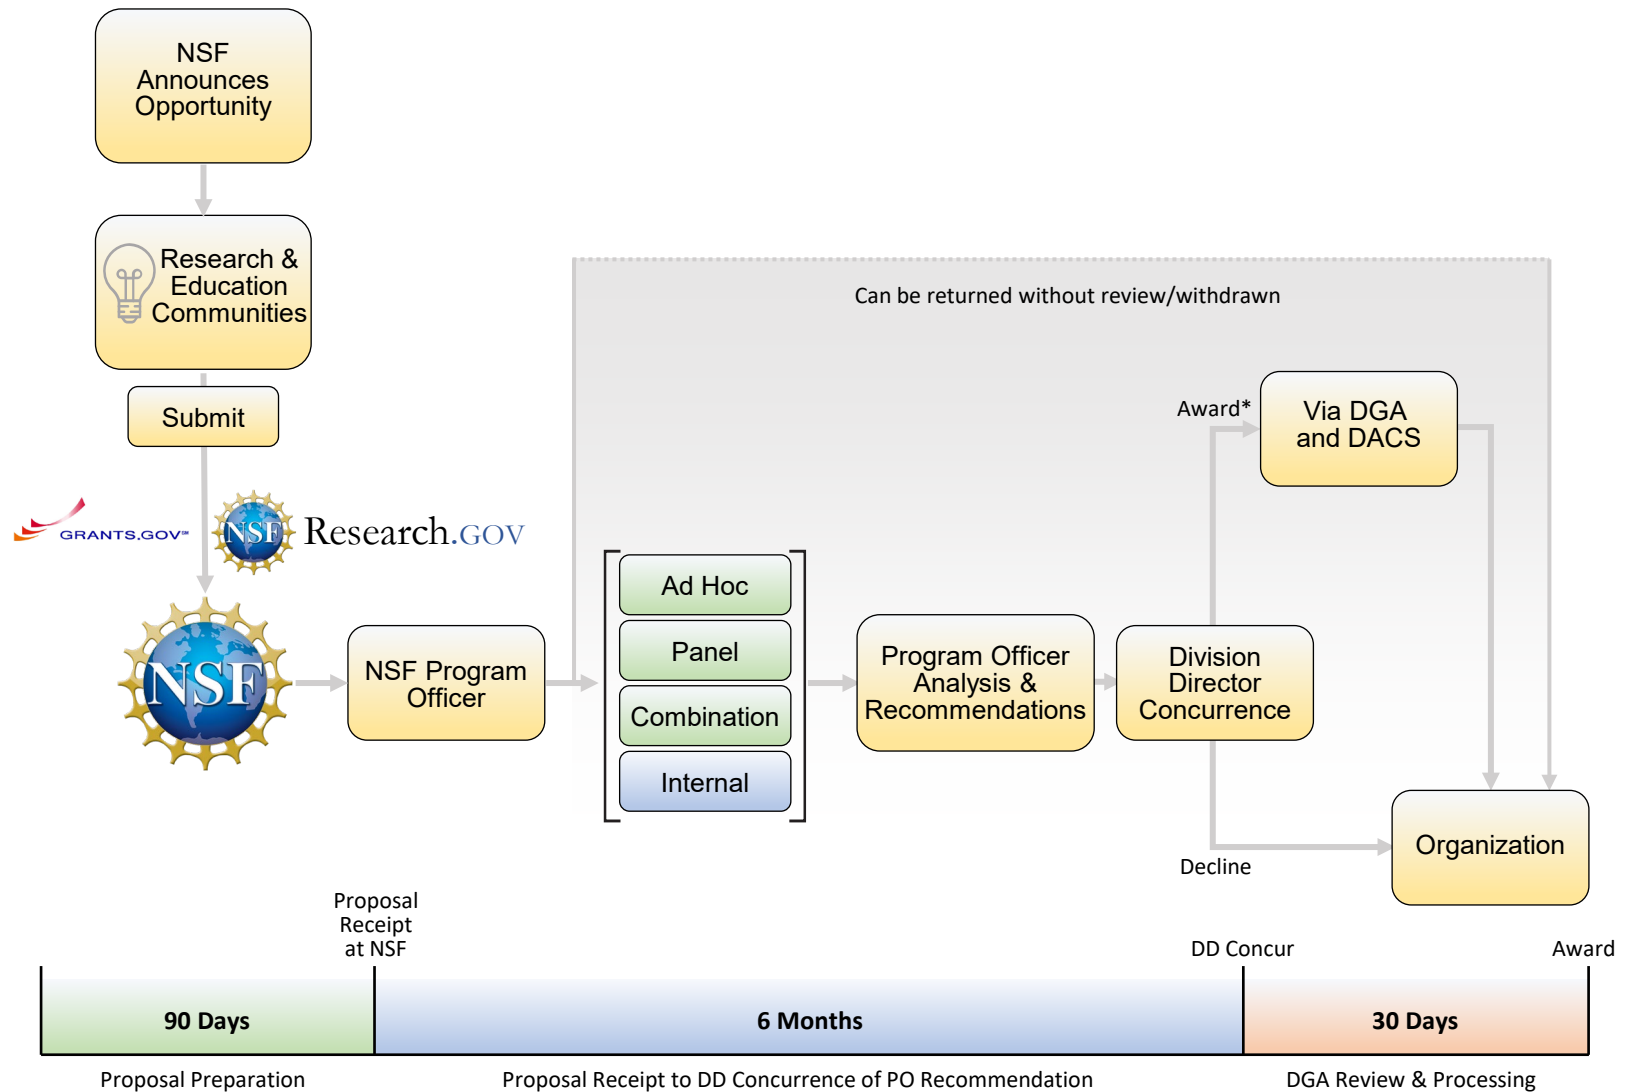 NSF
Announces
Opportunity
Research &
Education
Communities
Submit
GRANTS.GOV℠
NSF
Research.GOV
NSF
NSF Program
Officer
Can be returned without review/withdrawn
Ad Hoc
Panel
Combination
Internal
Program Officer
Analysis &
Recommendations
Division
Director
Concurrence
Award*
Via DGA
and DACS
Decline
Organization
Proposal
Receipt
at NSF
DD Concur
Award
90 Days
6 Months
30 Days
Proposal Preparation
Proposal Receipt to DD Concurrence of PO Recommendation
DGA Review & Processing